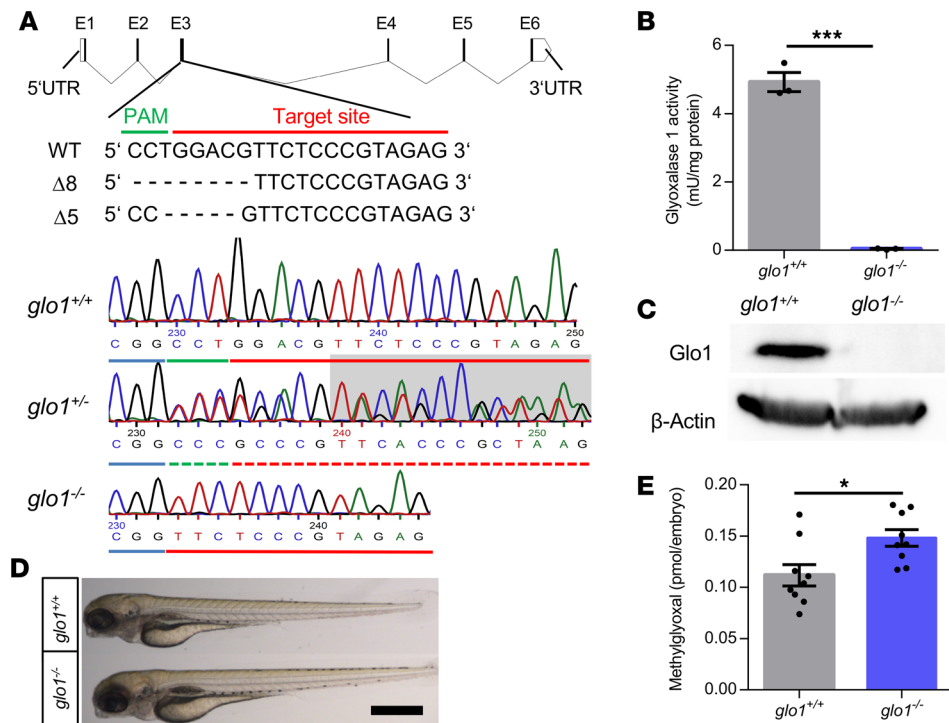 A
E1 E2 E3 E4 E5 E6
5‘UTR 3‘UTR
PAM Target site
WT 5‘ CCTGGACGTTCTCCCGTAGAG 3‘
Δ8 5‘ - - - - - - - - TTCTCCCGTAGAG 3‘
Δ5 5‘ CC - - - - - GTTCTCCCGTAGAG 3‘
glo1+/+
230 240 250
C G G C C T G G A C G T T C T C C C G T A G A G
glo1+/-
230 240 250
C G G C C C G C C C G T T C A C C C G C T A A G
glo1-/-
230 240
C G G T T C T C C C G T A G A G
B
***
Glyoxalase 1 activity
(mU/mg protein)
6
4
2
0
glo1+/+ glo1-/-
C
glo1+/+ glo1-/-
Glo1
β-Actin
D
glo1+/+
glo1-/-
E
*
Methylglyoxal (pmol/embryo)
0.20
0.15
0.10
0.05
0.00
glo1+/+ glo1-/-